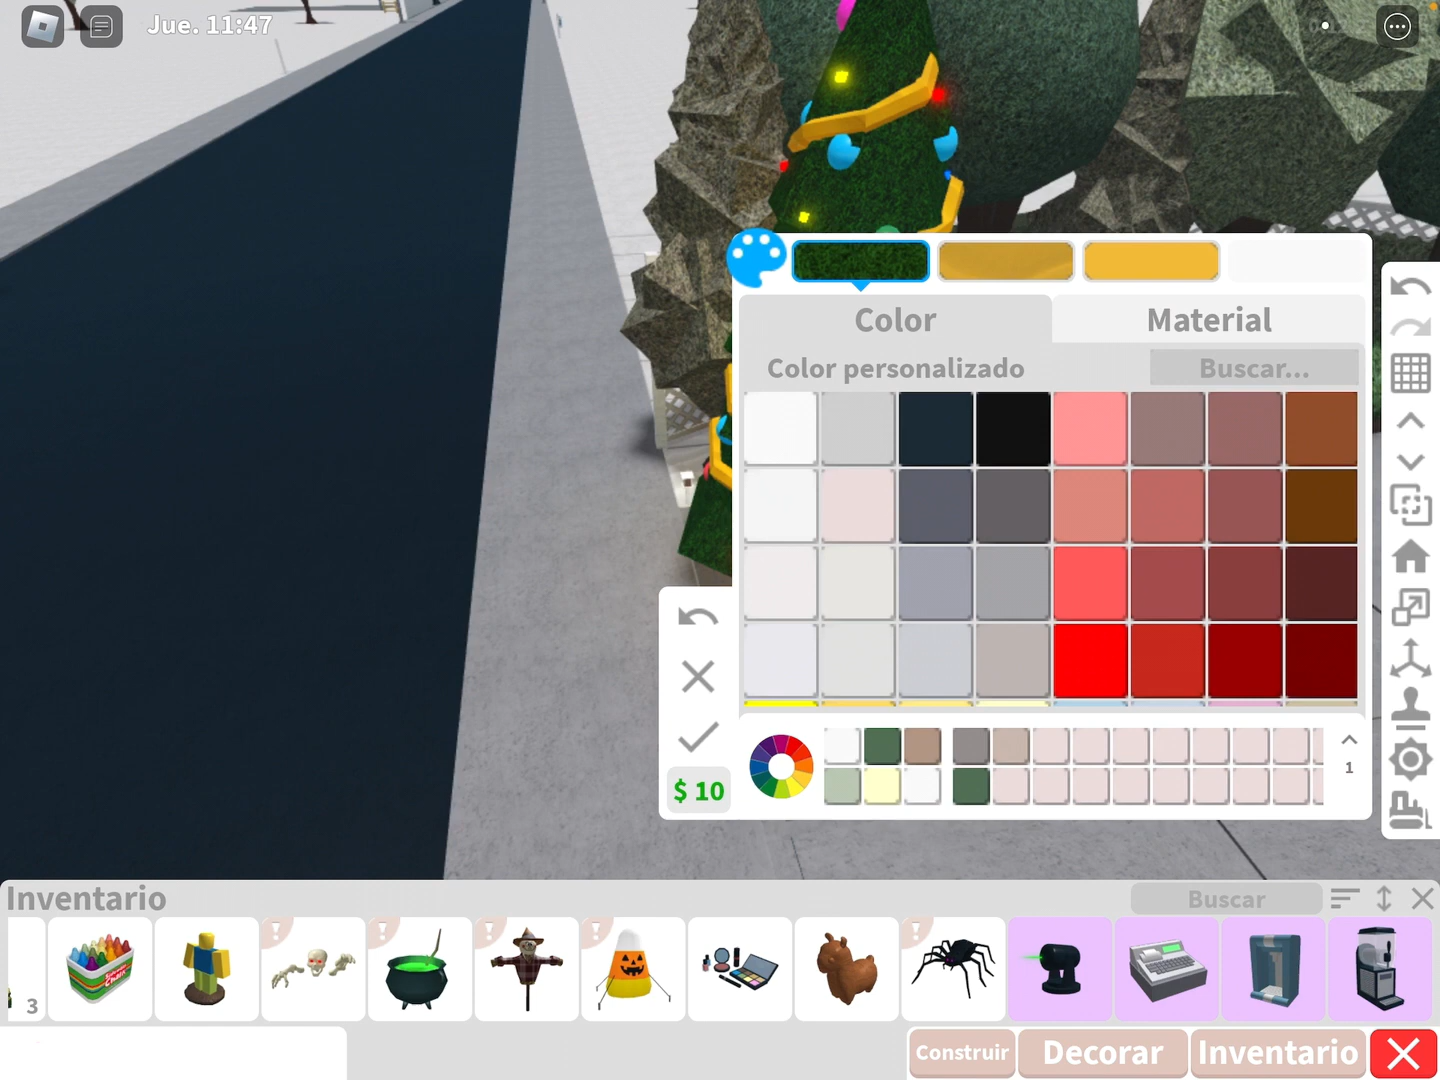 Jue. 11:47
Color
Material
Color personalizado
Buscar...
1
$ 10
Inventario
Buscar
3
Construir
Decorar
Inventario